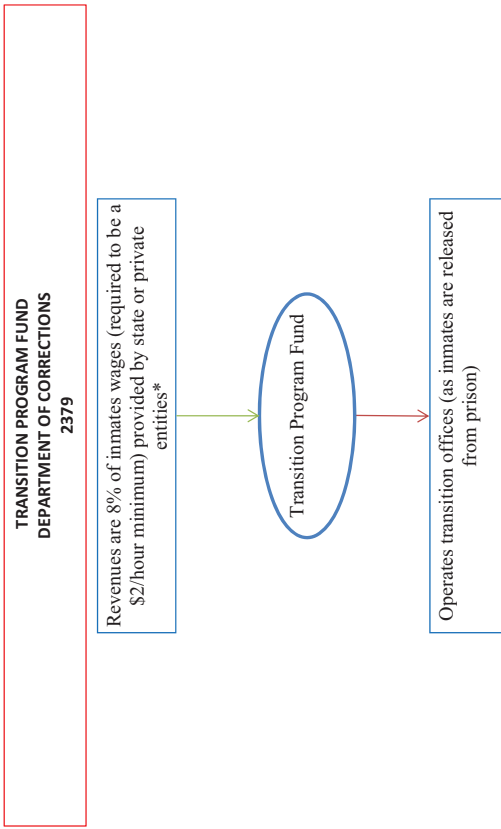 TRANSITION PROGRAM FUND
DEPARTMENT OF CORRECTIONS
2379
Revenues are 8% of inmates wages (required to be a
$2/hour minimum) provided by state or private
entities*
Transition Program Fund
Operates transition offices (as inmates are released
from prison)